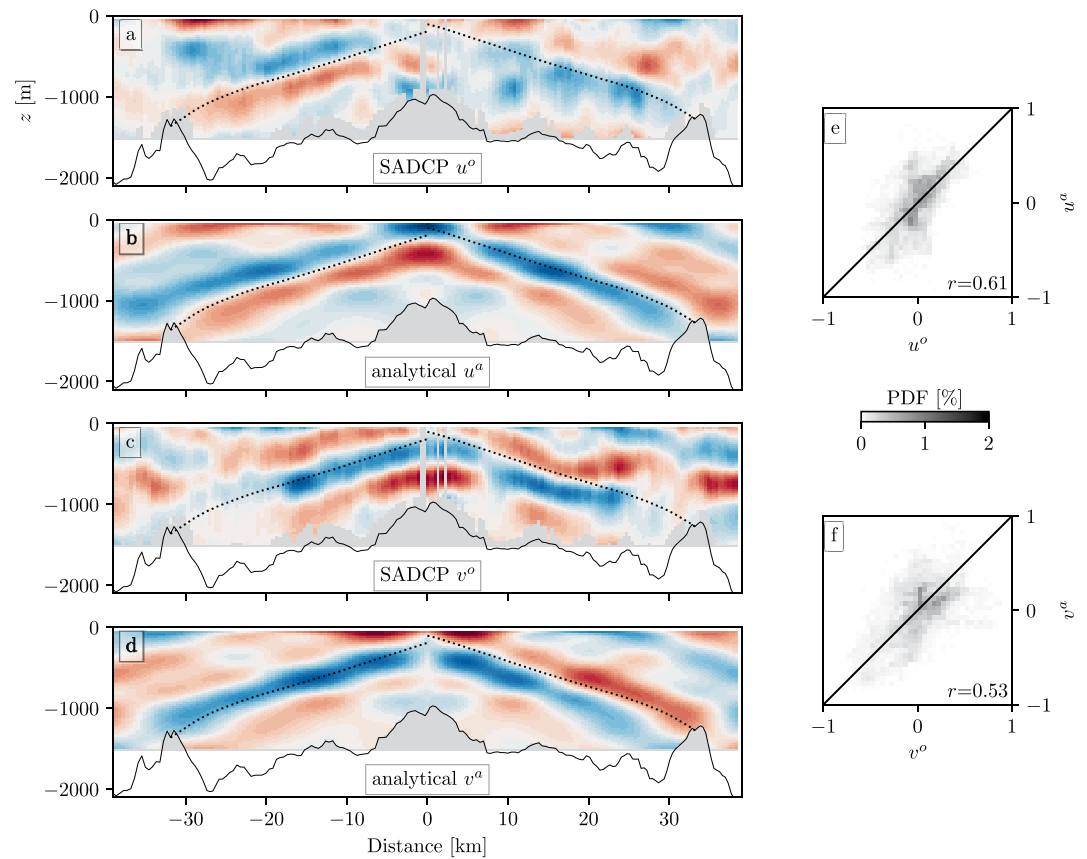 0
a
z [m]
−1000
SADCP u^o
−2000
0
b
−1000
analytical u^a
−2000
0
c
−1000
SADCP v^o
−2000
0
d
−1000
analytical v^a
−2000
−30 −20 −10 0 10 20 30
Distance [km]
e
1
0
u^a
r=0.61
−1
−1 0 1
u^o
PDF [%]
0 1 2
f
1
0
v^a
r=0.53
−1
−1 0 1
v^o